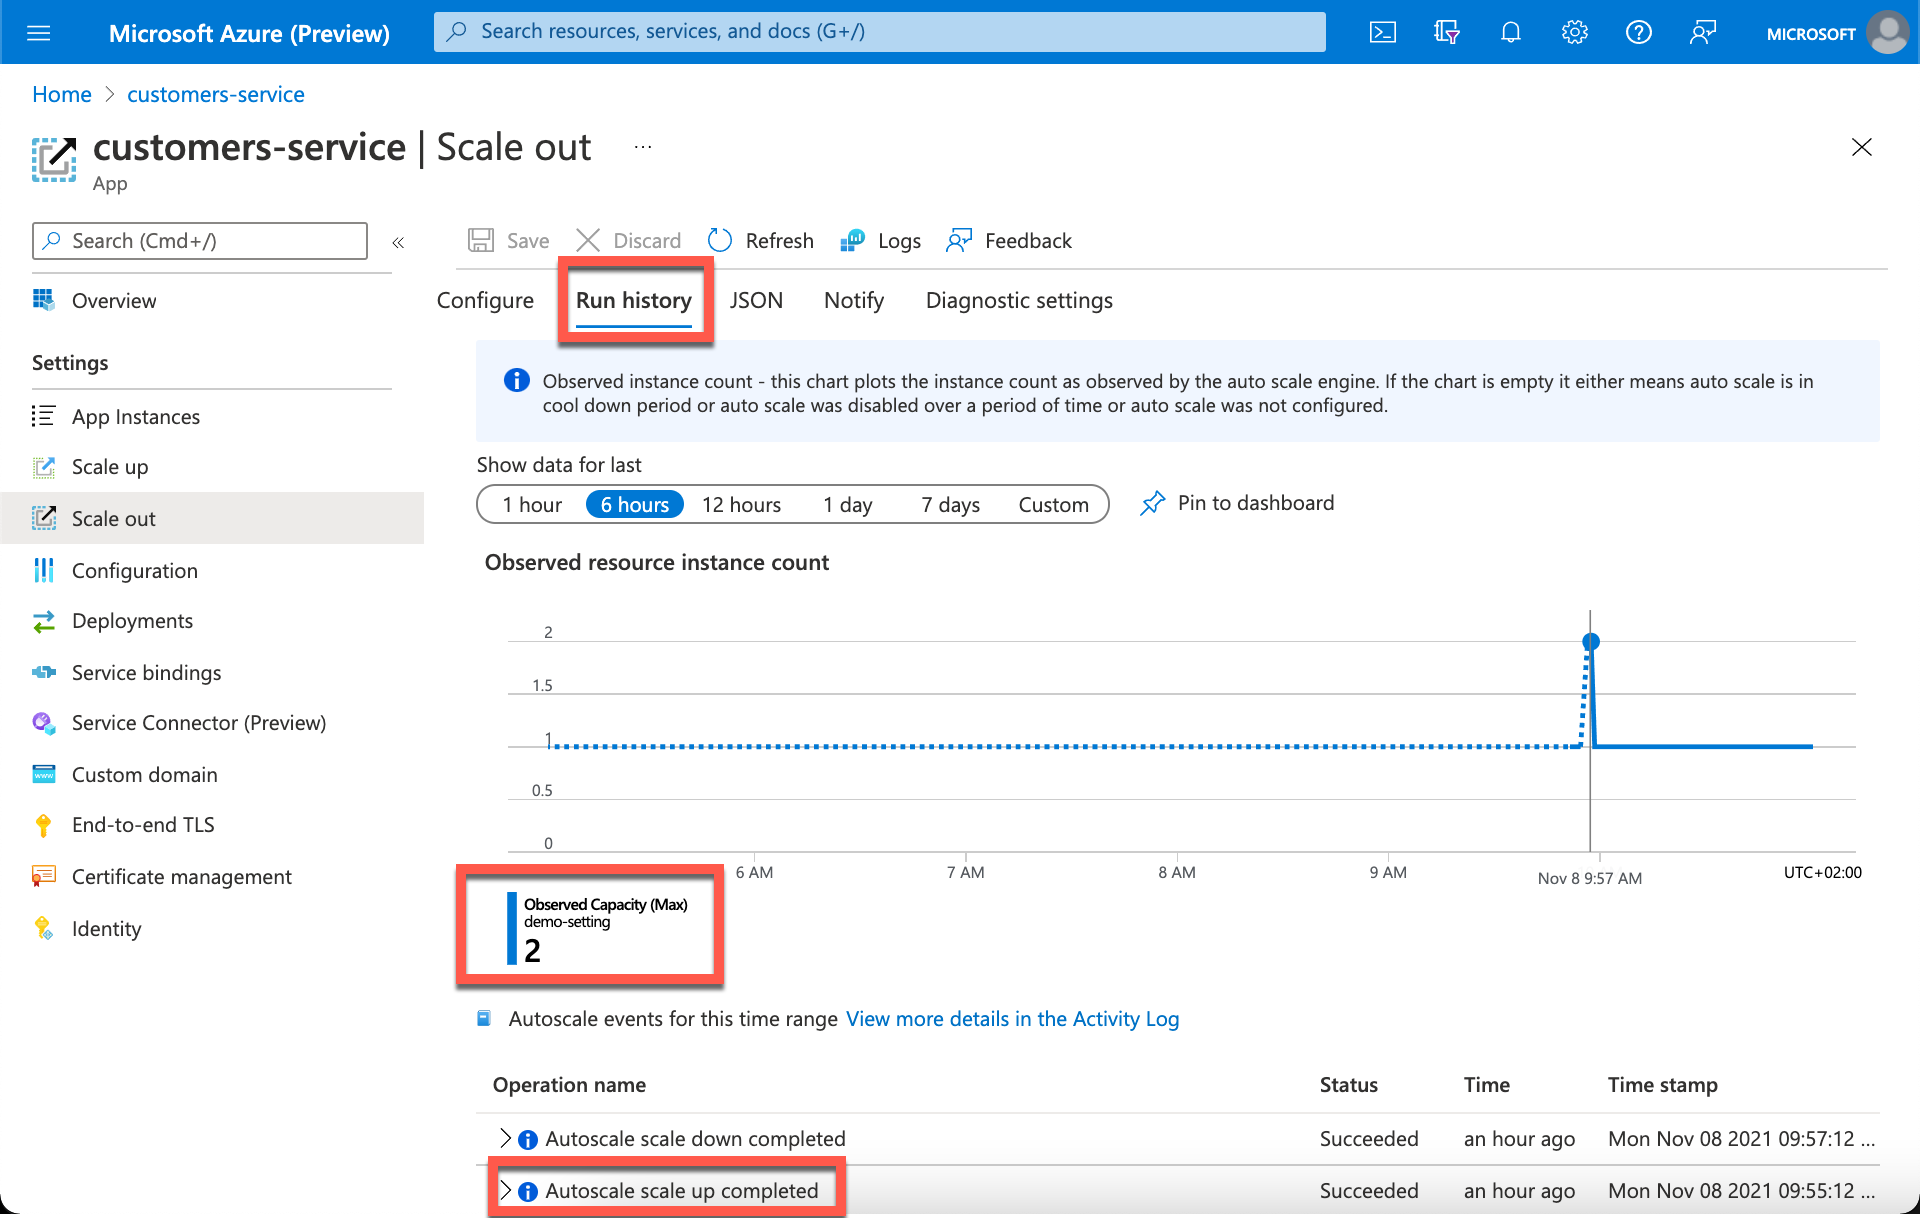 Microsoft Azure (Preview)
Search resources, services, and docs (G+/)
MICROSOFT
Home > customers-service
customers-service | Scale out ...
App
Search (Cmd+/)
«
Save
Discard
Refresh
Logs
Feedback
Overview
Settings
App Instances
Scale up
Scale out
Configuration
Deployments
Service bindings
Service Connector (Preview)
Custom domain
End-to-end TLS
Certificate management
Identity
Configure
Run history
JSON
Notify
Diagnostic settings
Observed instance count - this chart plots the instance count as observed by the auto scale engine. If the chart is empty it either means auto scale is in
cool down period or auto scale was disabled over a period of time or auto scale was not configured.
Show data for last
1 hour
6 hours
12 hours
1 day
7 days
Custom
Pin to dashboard
Observed resource instance count
2
1.5
1
0.5
0
6 AM
7 AM
8 AM
9 AM
Nov 8 9:57 AM
UTC+02:00
Observed Capacity (Max)
demo-setting
2
Autoscale events for this time range View more details in the Activity Log
Operation name Status Time Time stamp
Autoscale scale down completed Succeeded an hour ago Mon Nov 08 2021 09:57:12 ...
Autoscale scale up completed Succeeded an hour ago Mon Nov 08 2021 09:55:12 ...